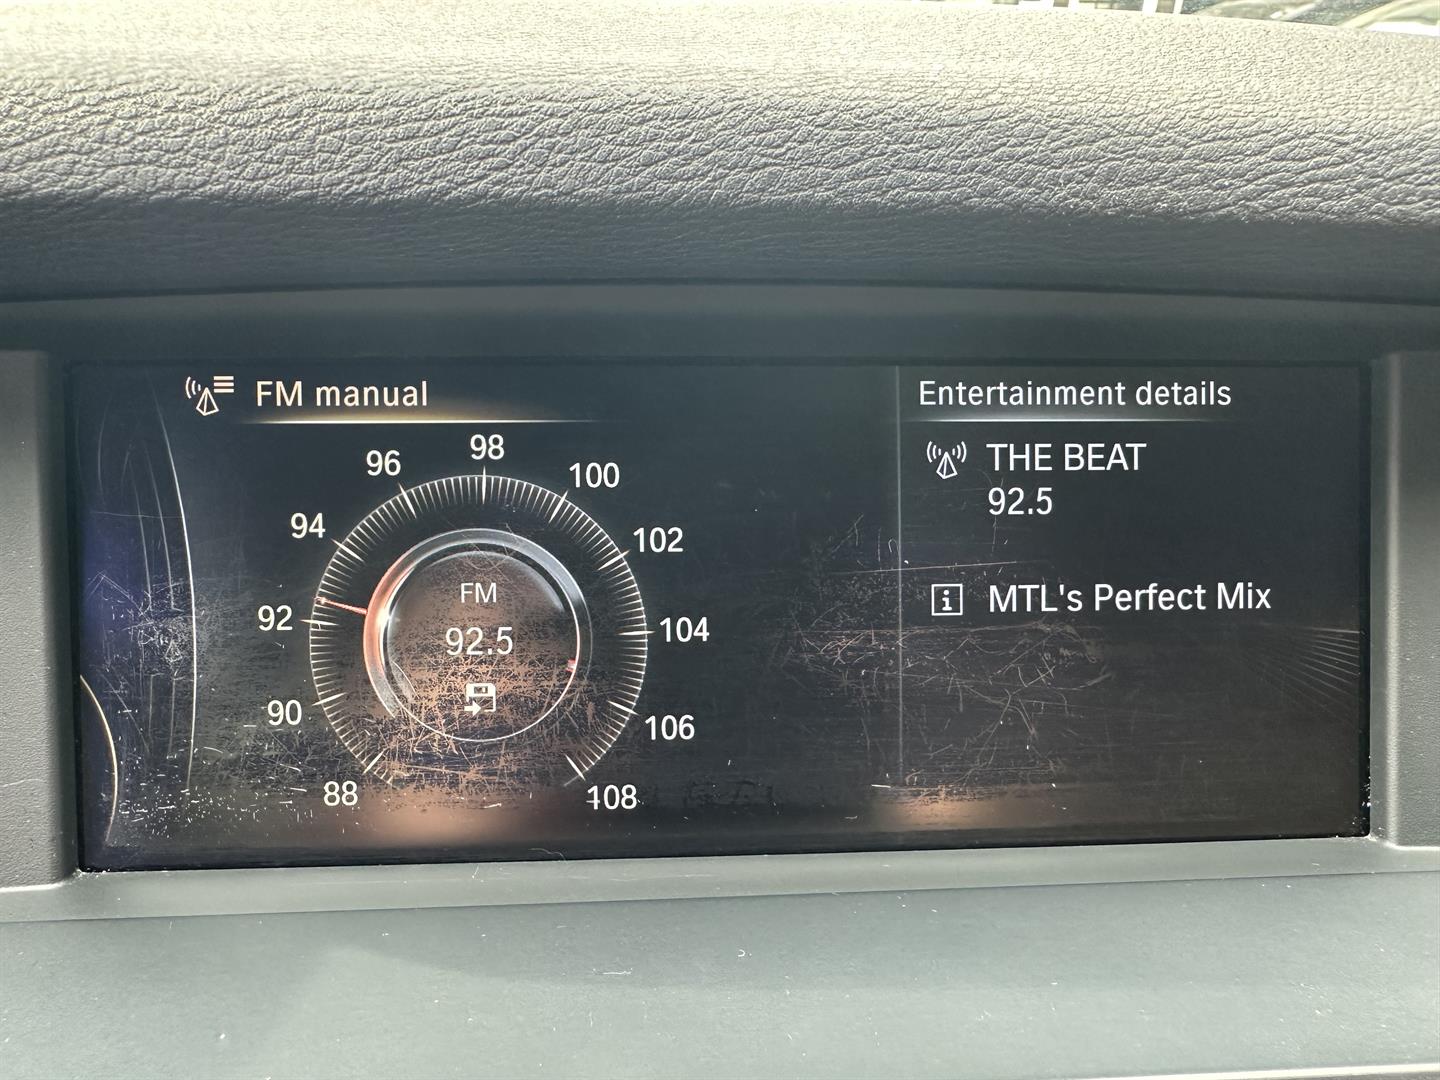 FM manual
98
96
100
94
102
92
104
90
106
88
108
FM
92.5
Entertainment details
THE BEAT
92.5
i MTL's Perfect Mix